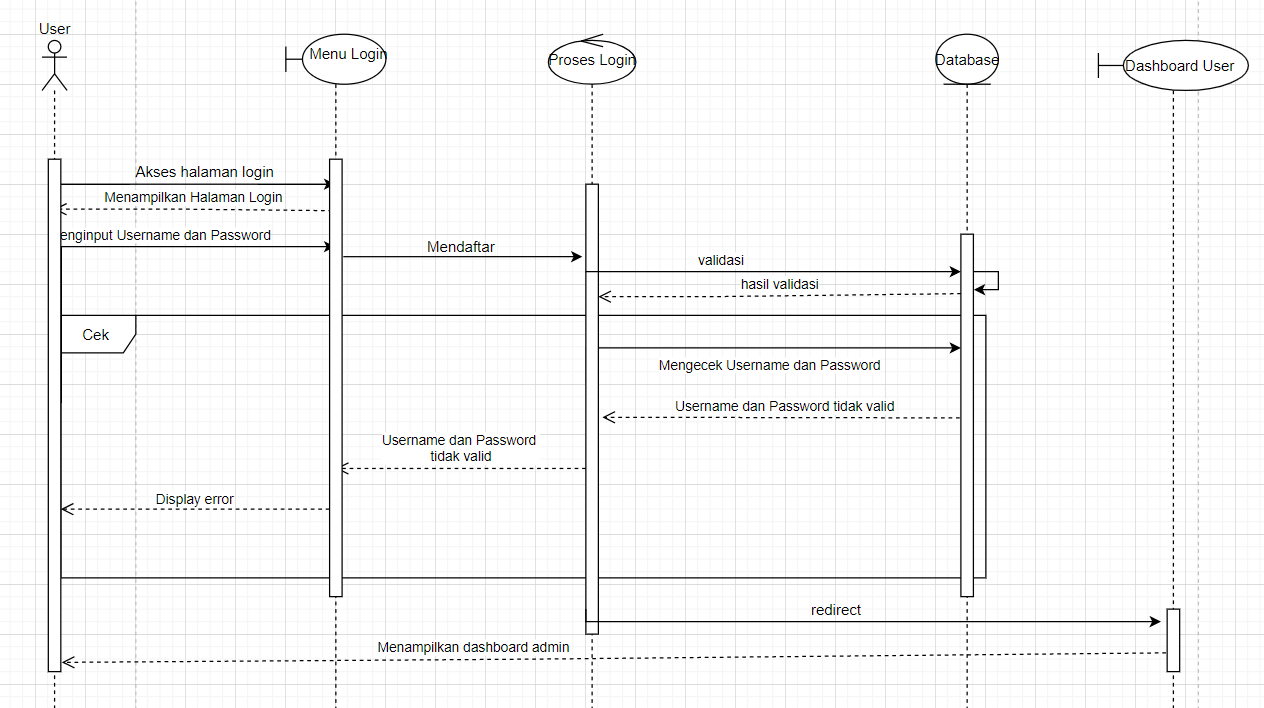 User
Menu Login
Proses Login
Database
Dashboard User
Akses halaman login
Menampilkan Halaman Login
enginput Username dan Password
Mendaftar
validasi
hasil validasi
Cek
Mengecek Username dan Password
Username dan Password tidak valid
Username dan Password
tidak valid
Display error
redirect
Menampilkan dashboard admin